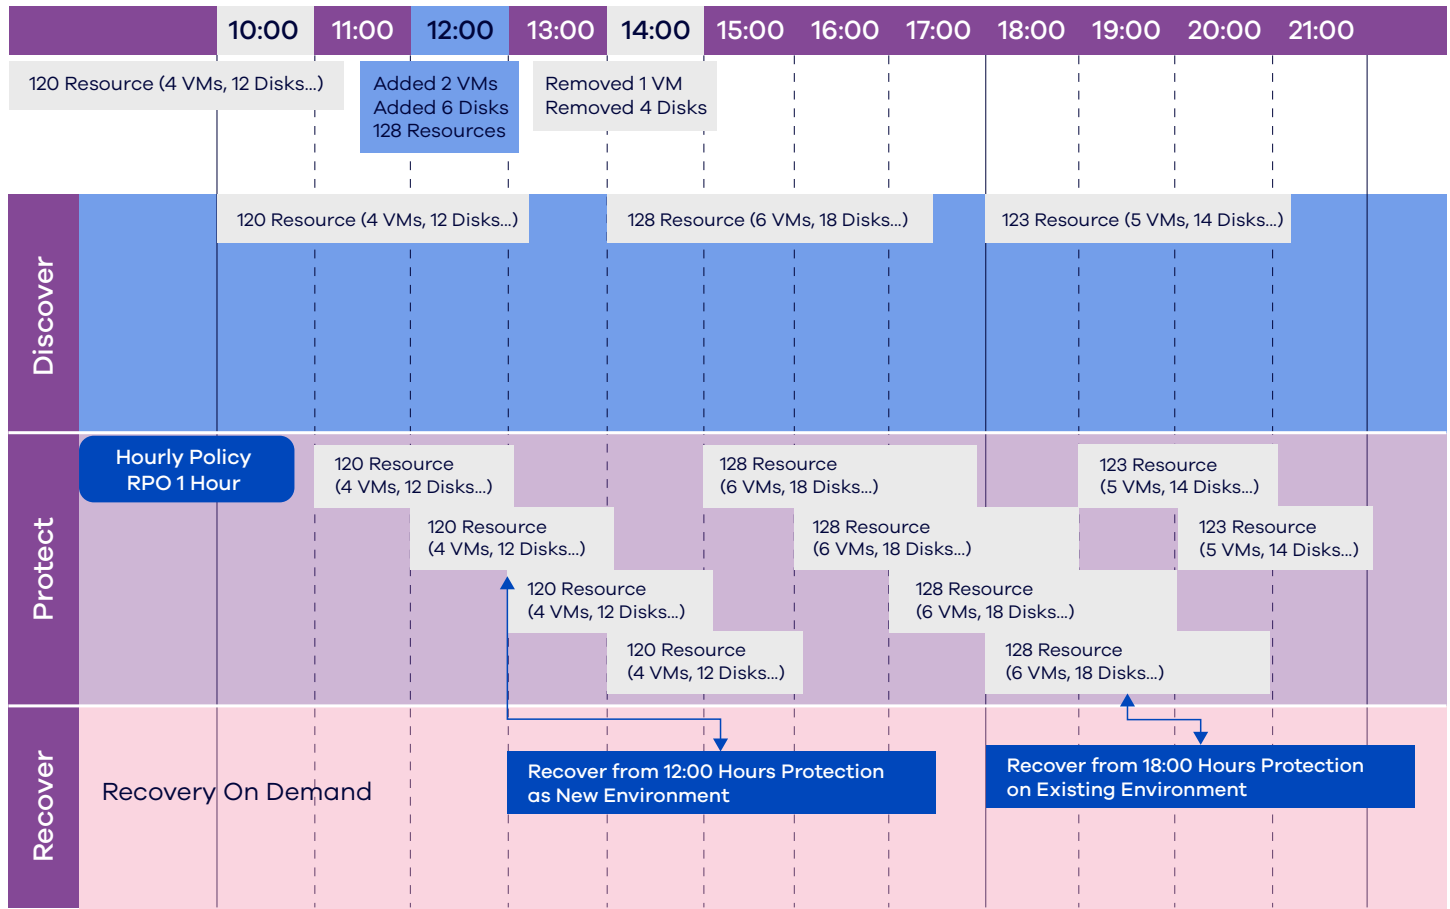 10:00 11:00 12:00 13:00 14:00 15:00 16:00 17:00 18:00 19:00 20:00 21:00
120 Resource (4 VMs, 12 Disks...)
Added 2 VMs
Added 6 Disks
128 Resources
Removed 1 VM
Removed 4 Disks
Discover
120 Resource (4 VMs, 12 Disks...)
128 Resource (6 VMs, 18 Disks...)
123 Resource (5 VMs, 14 Disks...)
Protect
Hourly Policy
RPO 1 Hour
120 Resource
(4 VMs, 12 Disks...)
128 Resource
(6 VMs, 18 Disks...)
123 Resource
(5 VMs, 14 Disks...)
120 Resource
(4 VMs, 12 Disks...)
128 Resource
(6 VMs, 18 Disks...)
123 Resource
(5 VMs, 14 Disks...)
120 Resource
(4 VMs, 12 Disks...)
128 Resource
(6 VMs, 18 Disks...)
120 Resource
(4 VMs, 12 Disks...)
128 Resource
(6 VMs, 18 Disks...)
Recover
Recovery On Demand
Recover from 12:00 Hours Protection
as New Environment
Recover from 18:00 Hours Protection
on Existing Environment